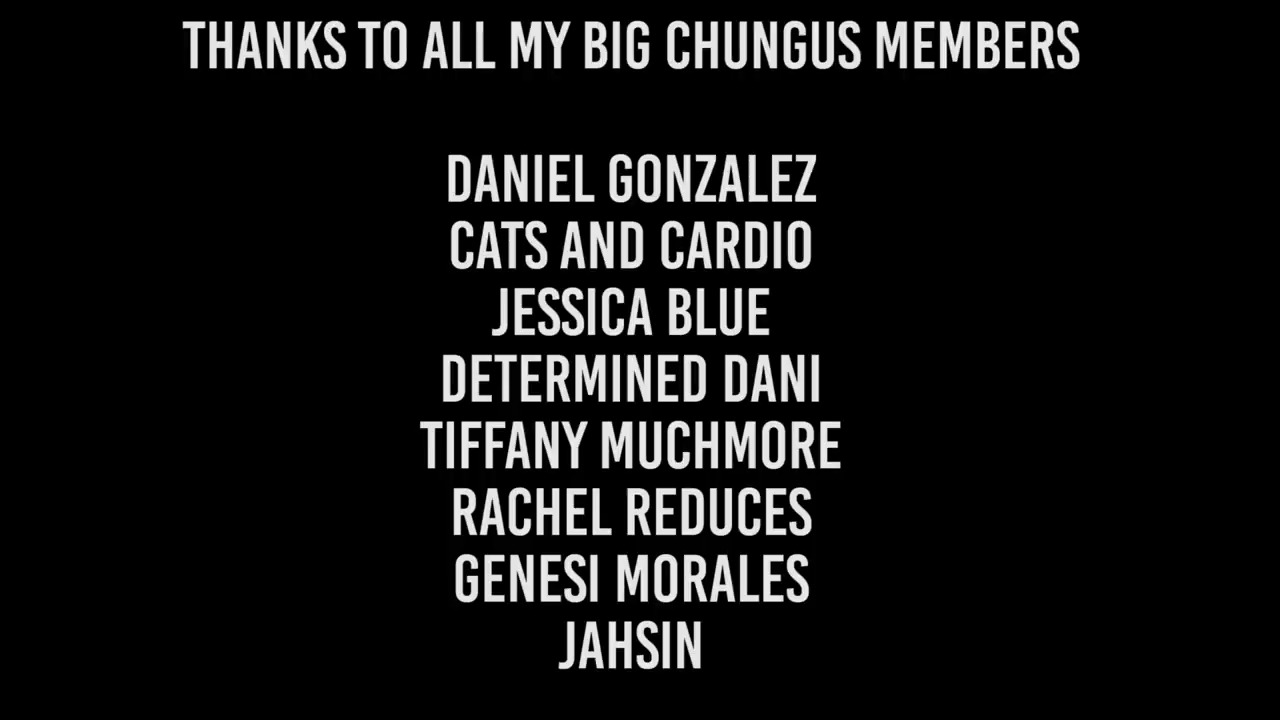 THANKS TO ALL MY BIG CHUNGUS MEMBERS
DANIEL GONZALEZ
CATS AND CARDIO
JESSICA BLUE
DETERMINED DANI
TIFFANY MUCHMORE
RACHEL REDUCES
GENESI MORALES
JAHSIN